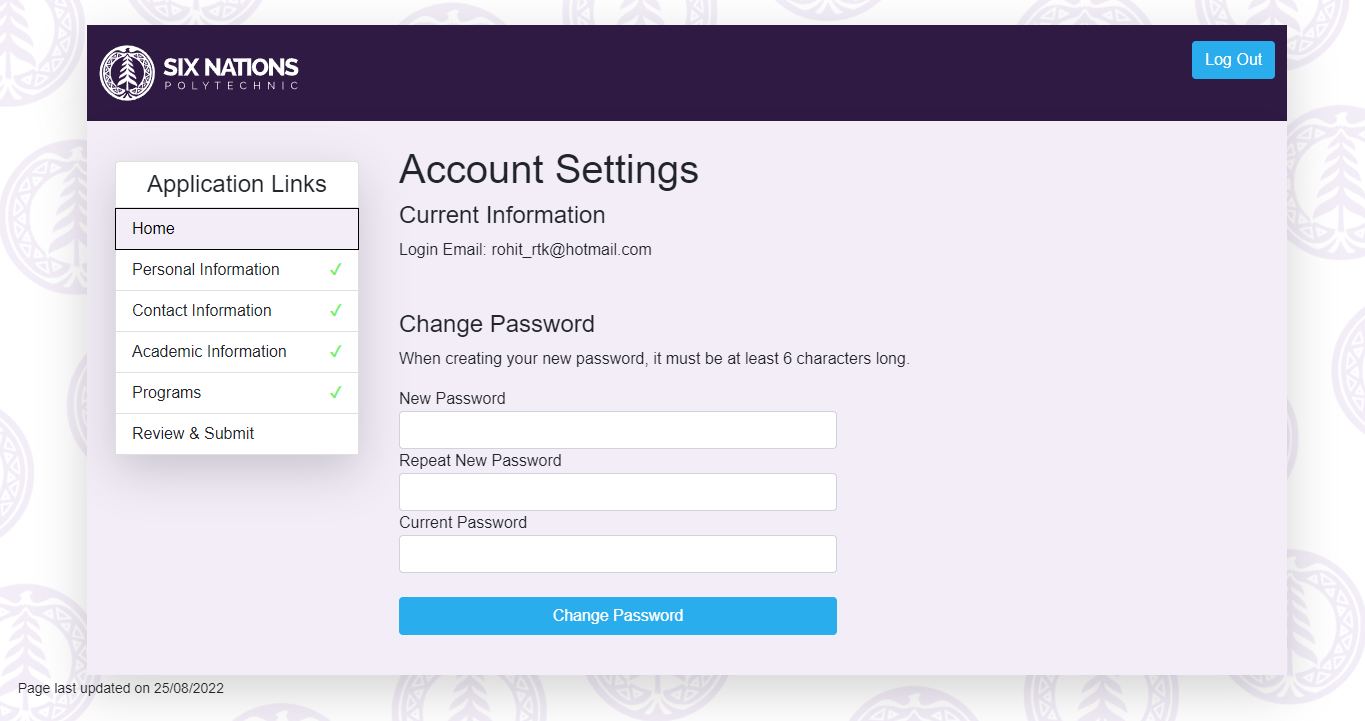 SIX NATIONS
POLYTECHNIC
Log Out
Application Links
Home
Personal Information ✓
Contact Information ✓
Academic Information ✓
Programs ✓
Review & Submit
Account Settings
Current Information
Login Email: rohit_rtk@hotmail.com
Change Password
When creating your new password, it must be at least 6 characters long.
New Password
Repeat New Password
Current Password
Change Password
Page last updated on 25/08/2022